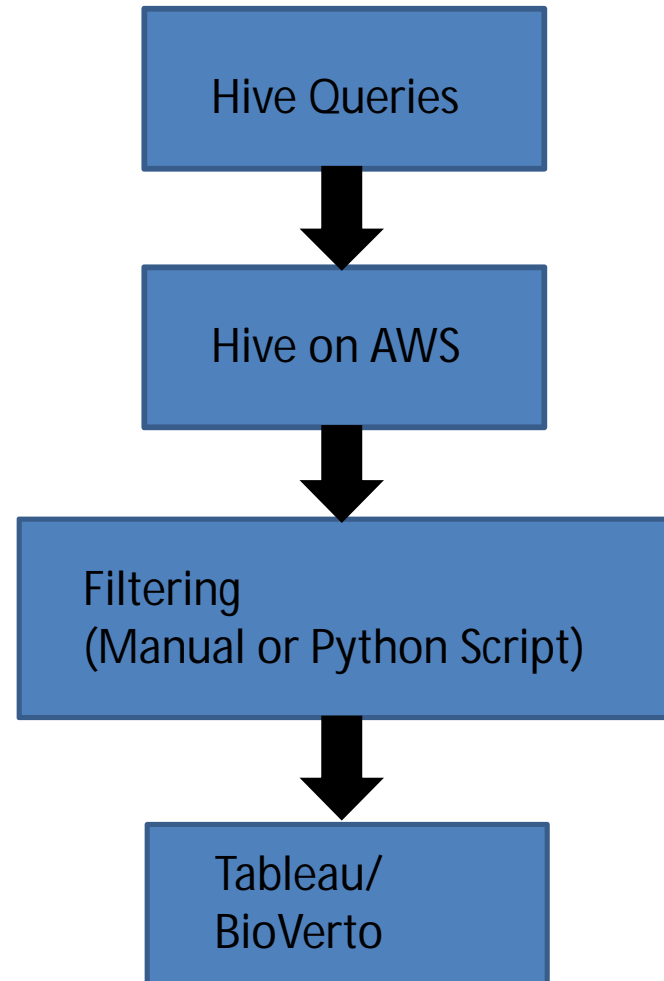 Hive Queries
Hive on AWS
Filtering
(Manual or Python Script)
Tableau/
BioVerto